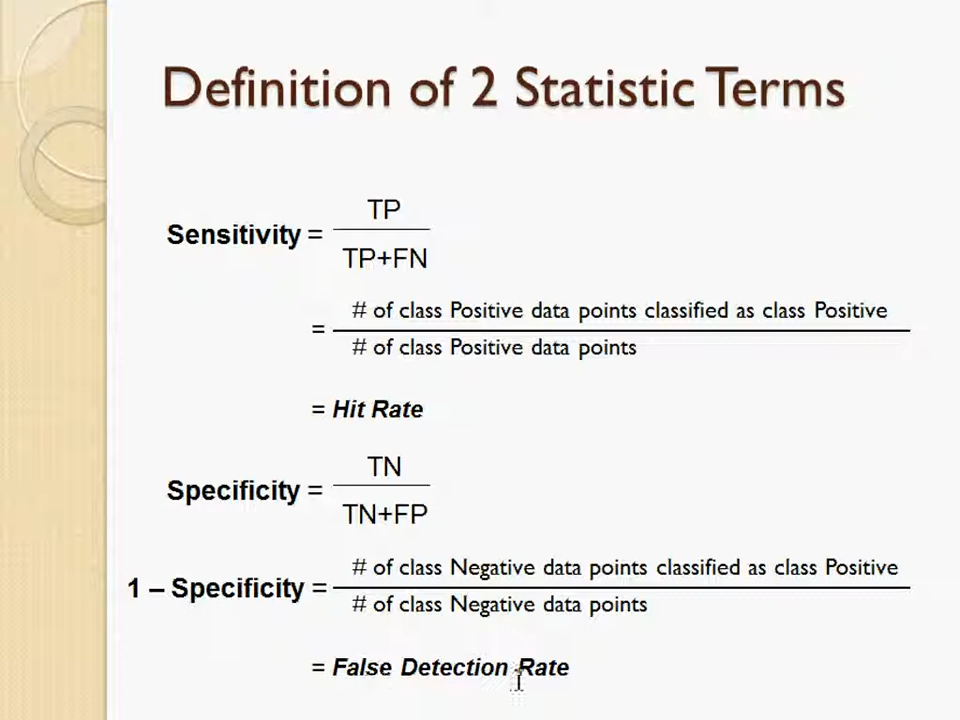 Definition of 2 Statistic Terms
TP
Sensitivity =
TP+FN
# of class Positive data points classified as class Positive
=
# of class Positive data points
= Hit Rate
TN
Specificity =
TN+FP
# of class Negative data points classified as class Positive
1 – Specificity =
# of class Negative data points
= False Detection Rate